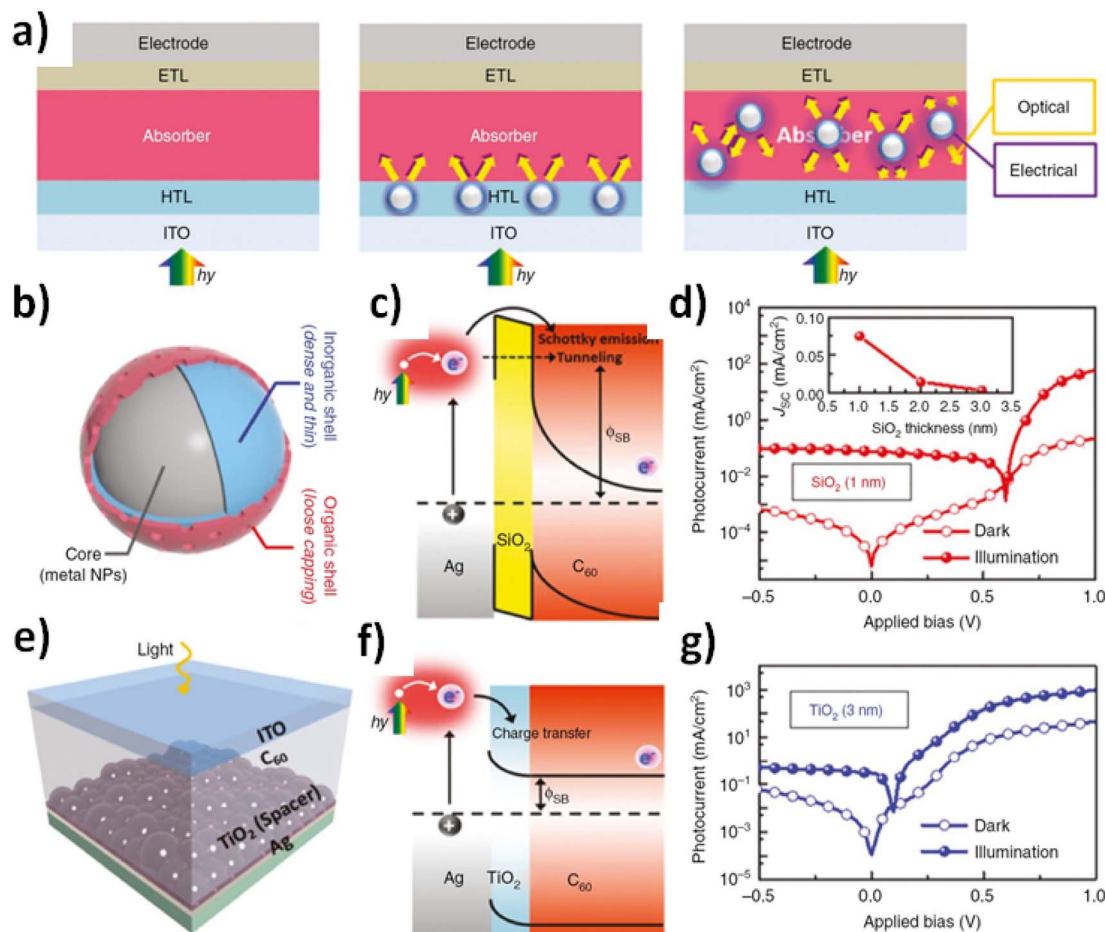 a)
Electrode
ETL
Absorber
HTL
ITO
hy
Electrode
ETL
Absorber
HTL
ITO
hy
Electrode
ETL
Absorber
HTL
ITO
hy
Optical
Electrical
b)
Inorganic shell
(dense and thin)
Organic shell
(loose capping)
Core
(metal NPs)
c)
Schottky emission
Tunneling
e-
hy
ϕSB
e-
+
SiO2
Ag
C60
d)
Photocurrent (mA/cm²)
10⁴
10²
10⁰
10⁻²
10⁻⁴
JSC (mA/cm²)
0.10
0.05
0.00
0.5 1.0 1.5 2.0 2.5 3.0 3.5
SiO2 thickness (nm)
SiO2 (1 nm)
Dark
Illumination
−0.5 0.0 0.5 1.0
Applied bias (V)
e)
Light
ITO
C60
TiO2 (Spacer)
Ag
f)
e-
hy
Charge transfer
e-
ϕSB
+
Ag
TiO2
C60
g)
Photocurrent (mA/cm²)
10³
10¹
10⁻¹
10⁻³
10⁻⁵
TiO2 (3 nm)
Dark
Illumination
−0.5 0.0 0.5 1.0
Applied bias (V)